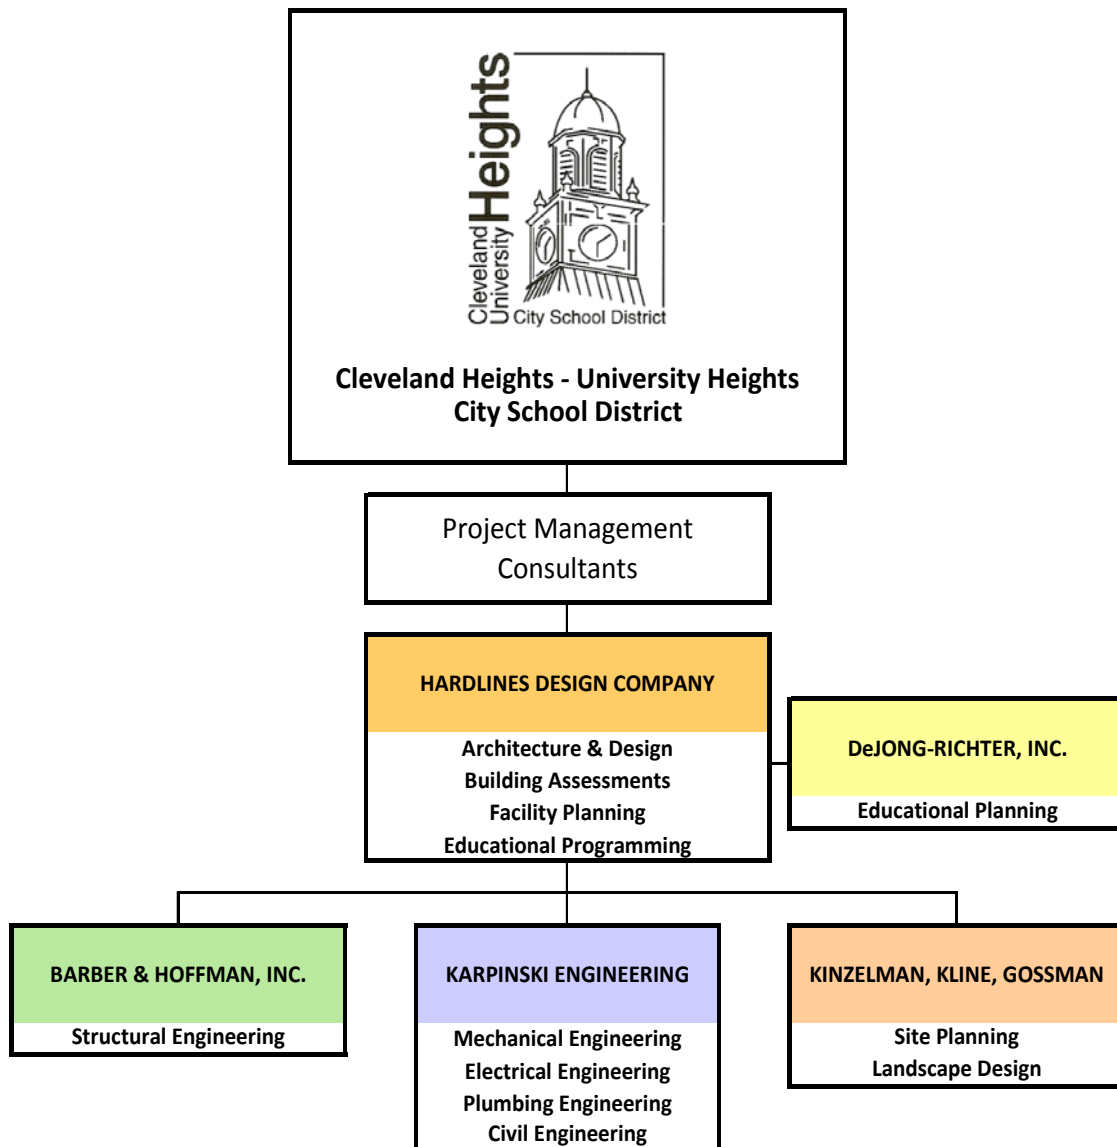 Cleveland
University
Heights
City School District
Cleveland Heights - University Heights
City School District
Project Management
Consultants
HARDLINES DESIGN COMPANY
Architecture & Design
Building Assessments
Facility Planning
Educational Programming
DeJONG-RICHTER, INC.
Educational Planning
BARBER & HOFFMAN, INC.
Structural Engineering
KARPINSKI ENGINEERING
Mechanical Engineering
Electrical Engineering
Plumbing Engineering
Civil Engineering
KINZELMAN, KLINE, GOSSMAN
Site Planning
Landscape Design